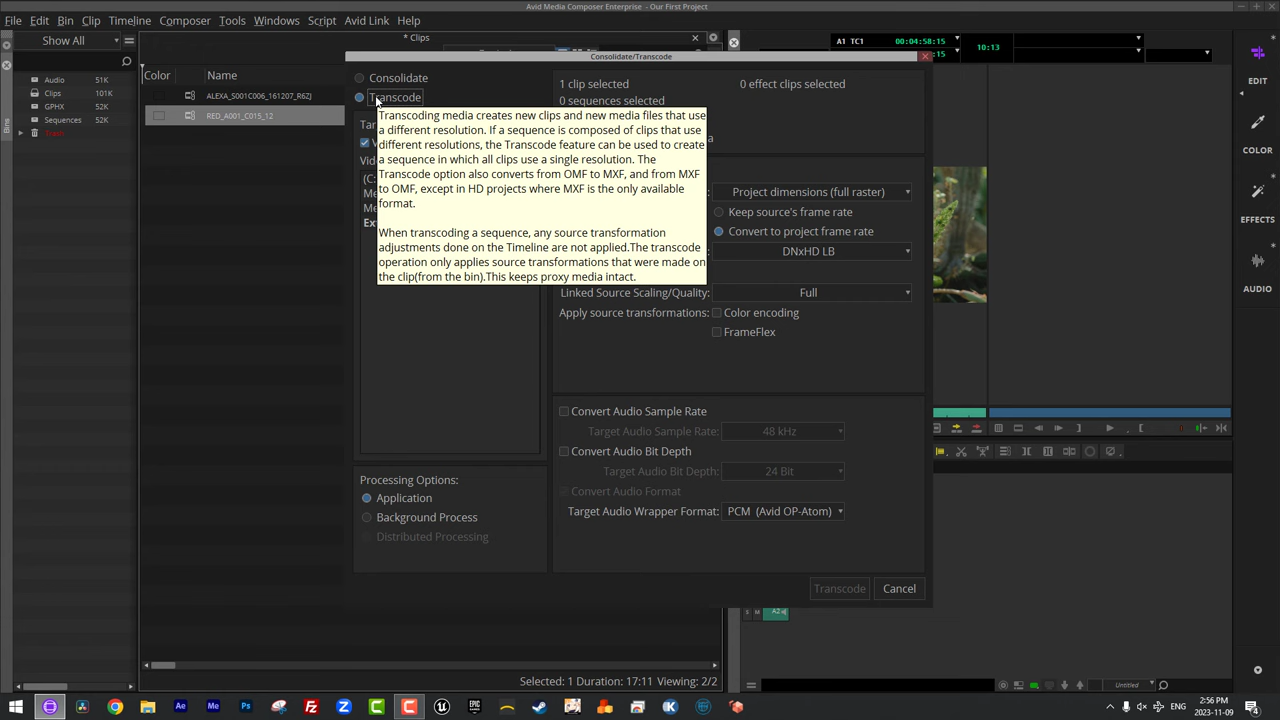 Avid Media Composer Enterprise - Our First Project
File Edit Bin Clip Timeline Composer Tools Windows Script Avid Link Help
Show All
* Clips
A1 TC1 00:04:58:15
10:13
Consolidate/Transcode
Color Name
Audio 51K
Clips 101K
GPHX 52K
Sequences 52K
Trash
Bins
ALEXA_S001C006_161207_R6ZJ
RED_A001_C015_12
Consolidate
Transcode
1 clip selected 0 effect clips selected
0 sequences selected
Transcoding media creates new clips and new media files that use
a different resolution. If a sequence is composed of clips that use
different resolutions, the Transcode feature can be used to create
a sequence in which all clips use a single resolution. The
Transcode option also converts from OMF to MXF, and from MXF
to OMF, except in HD projects where MXF is the only available
format.
When transcoding a sequence, any source transformation
adjustments done on the Timeline are not applied.The transcode
operation only applies source transformations that were made on
the clip(from the bin).This keeps proxy media intact.
Project dimensions (full raster)
Keep source's frame rate
Convert to project frame rate
DNxHD LB
Linked Source Scaling/Quality: Full
Apply source transformations: Color encoding
FrameFlex
Convert Audio Sample Rate
Target Audio Sample Rate: 48 kHz
Convert Audio Bit Depth
Target Audio Bit Depth: 24 Bit
Convert Audio Format
Target Audio Wrapper Format: PCM (Avid OP-Atom)
Processing Options:
Application
Background Process
Distributed Processing
Transcode Cancel
EDIT
COLOR
EFFECTS
AUDIO
S M A2
Selected: 1 Duration: 17:11 Viewing: 2/2
Untitled
ENG
2:56 PM
2023-11-09